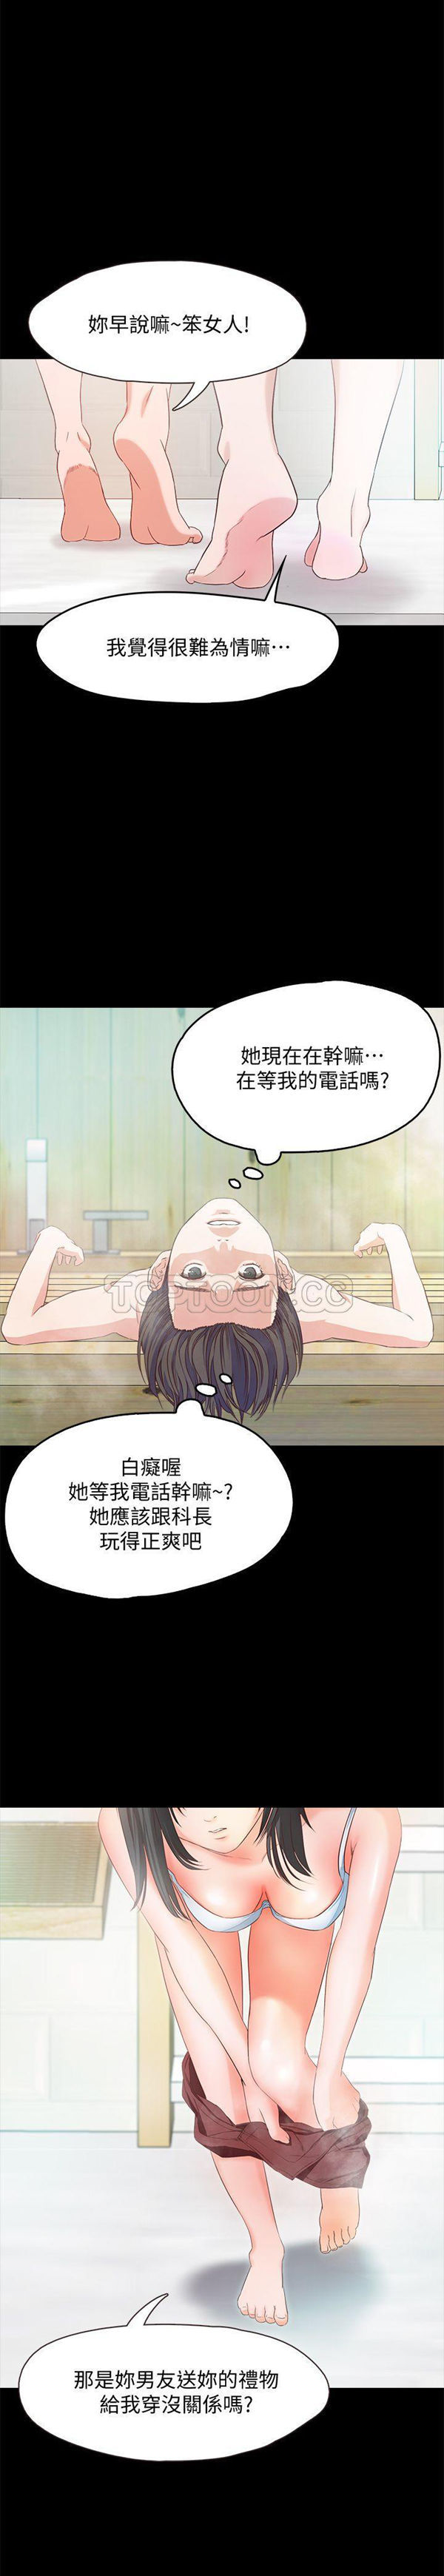 妳早說嘛~笨女人!
我覺得很難為情嘛…
她現在在幹嘛…
在等我的電話嗎?
TOPTOON.CC
白癡喔
她等我電話幹嘛~?
她應該跟科長
玩得正爽吧
那是妳男友送妳的禮物
給我穿沒關係嗎?